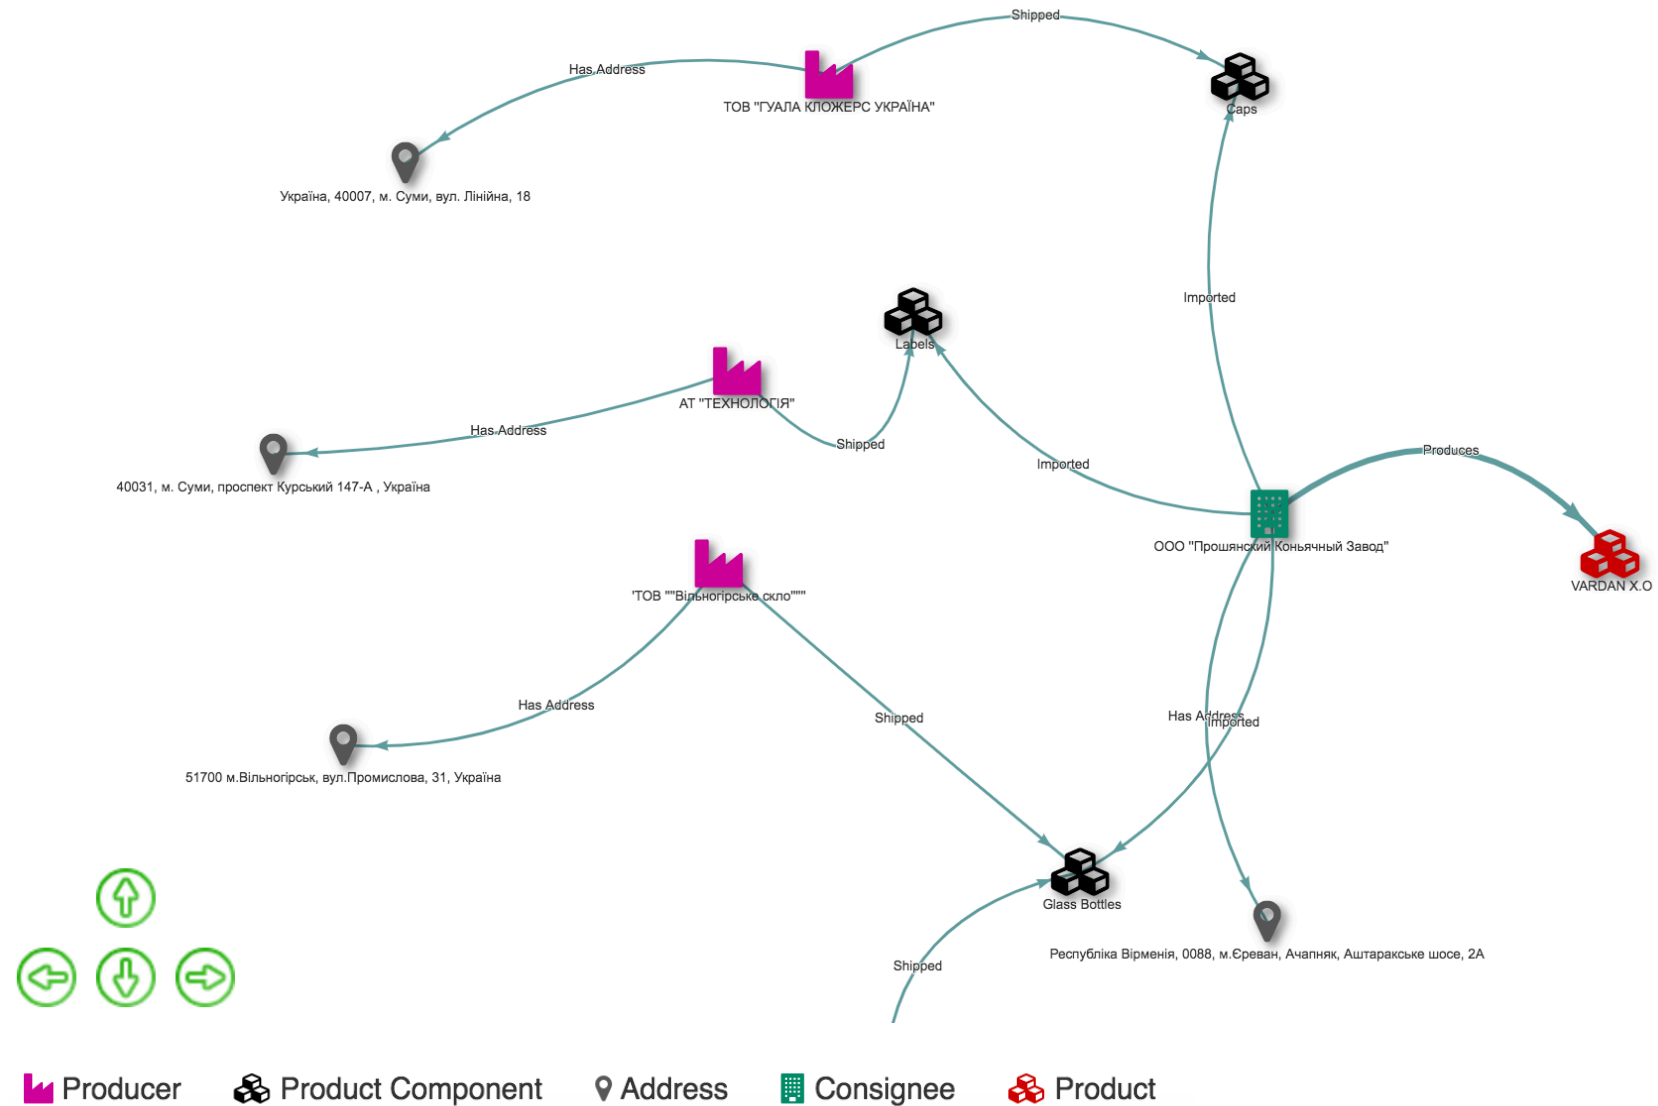 Shipped
Has Address
ТОВ "ГУАЛА КЛОЖЕРС УКРАЇНА"
Caps
Україна, 40007, м. Суми, вул. Лінійна, 18
Imported
Labels
АТ "ТЕХНОЛОГІЯ"
Has Address
Shipped
Imported
Produces
40031, м. Суми, проспект Курський 147-А , Україна
ООО "Прошянский Коньячный Завод"
VARDAN X.O
'ТОВ ""Вільногірське скло"""
Has Address
Shipped
Has Address
Imported
51700 м.Вільногірськ, вул.Промислова, 31, Україна
Glass Bottles
Республіка Вірменія, 0088, м.Єреван, Ачапняк, Аштаракське шосе, 2А
Shipped
Producer
Product Component
Address
Consignee
Product